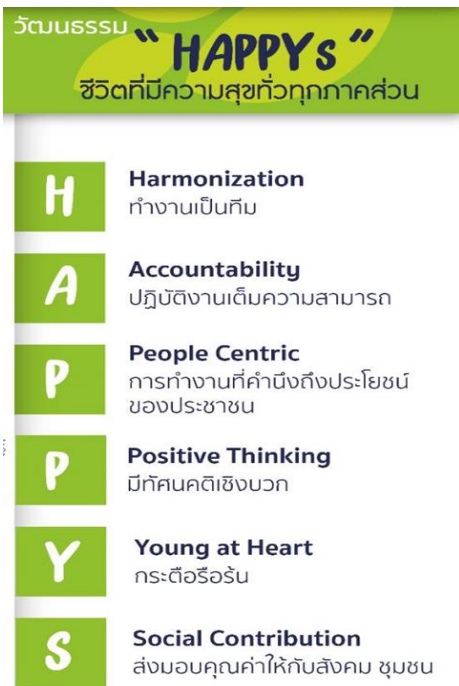 วัฒนธรรม
“ HAPPYs ”
ชีวิตที่มีความสุขทั่วทุกภาคส่วน
H
Harmonization
ทำงานเป็นทีม
A
Accountability
ปฏิบัติงานเต็มความสามารถ
P
People Centric
การทำงานที่คำนึงถึงประโยชน์
ของประชาชน
P
Positive Thinking
มีทัศนคติเชิงบวก
Y
Young at Heart
กระตือรือร้น
S
Social Contribution
ส่งมอบคุณค่าให้กับสังคม ชุมชน